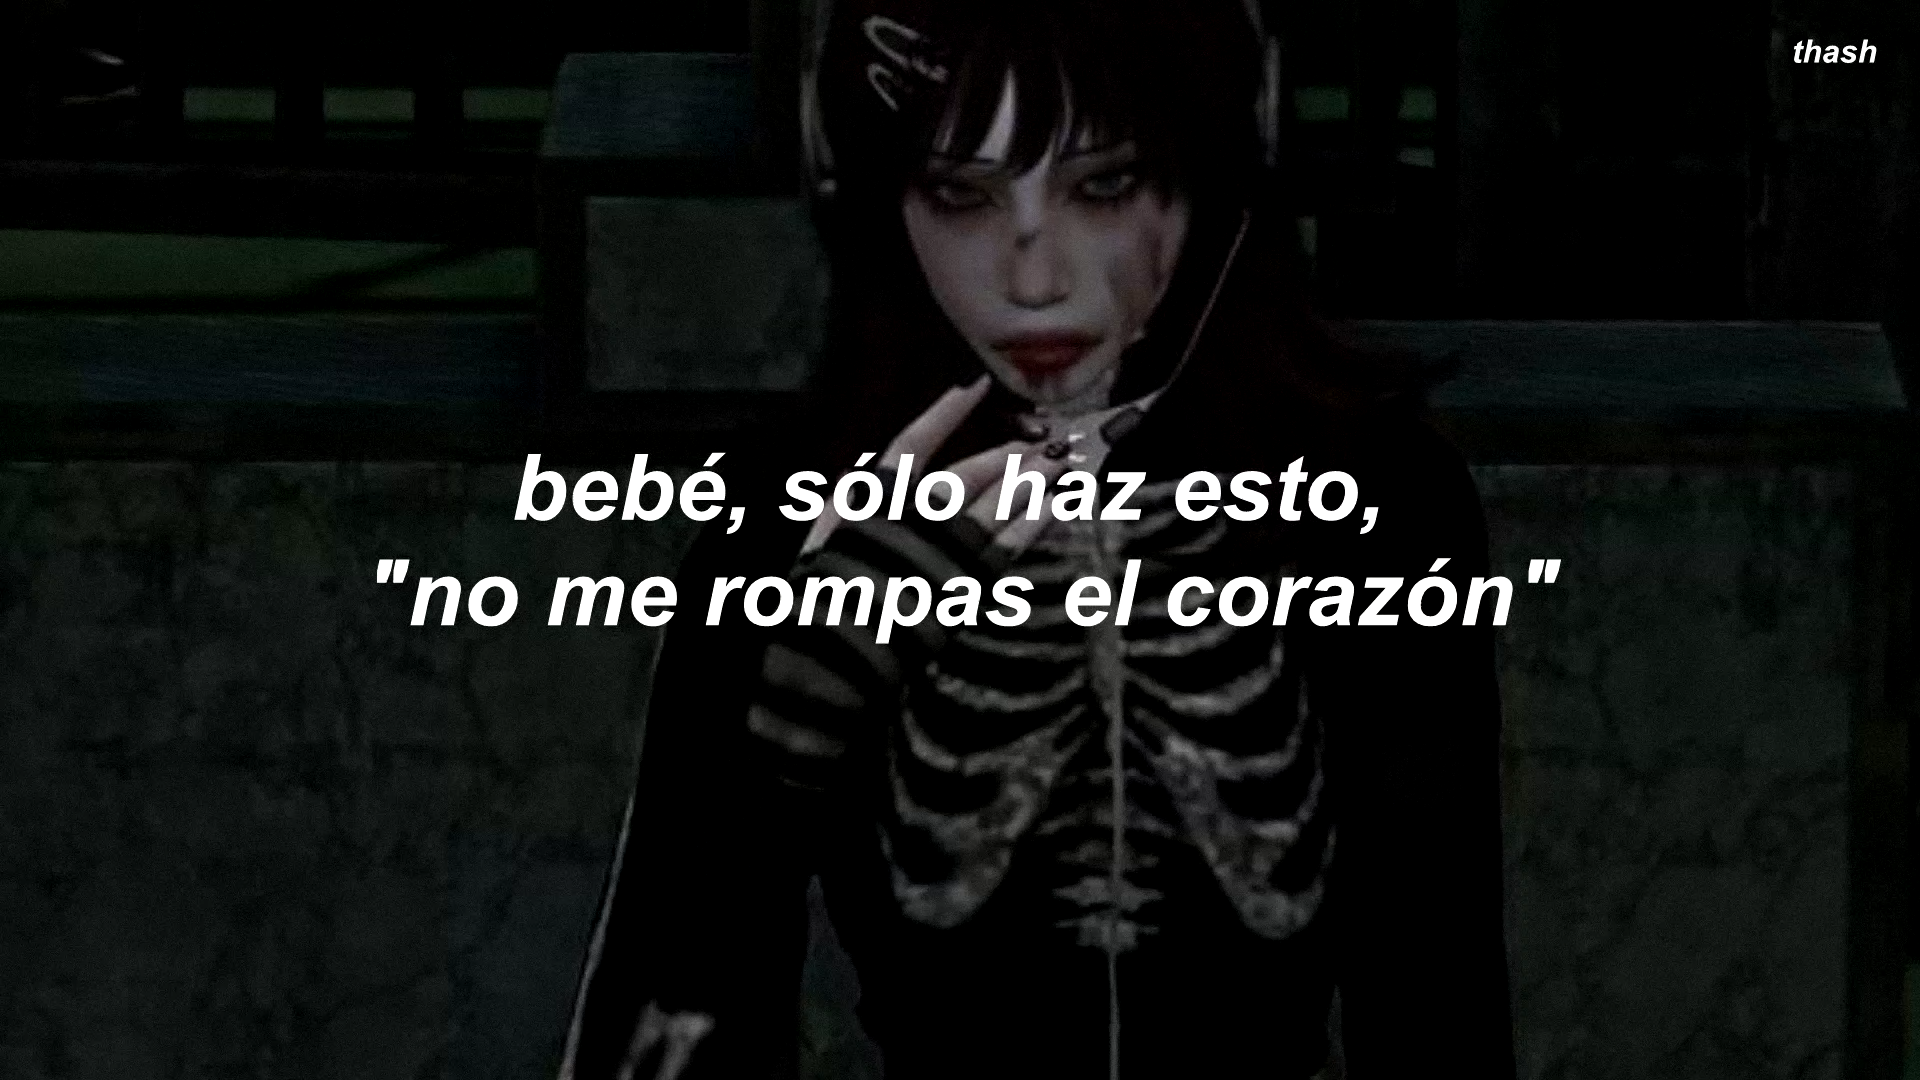 thash
bebé, sólo haz esto,
"no me rompas el corazón"